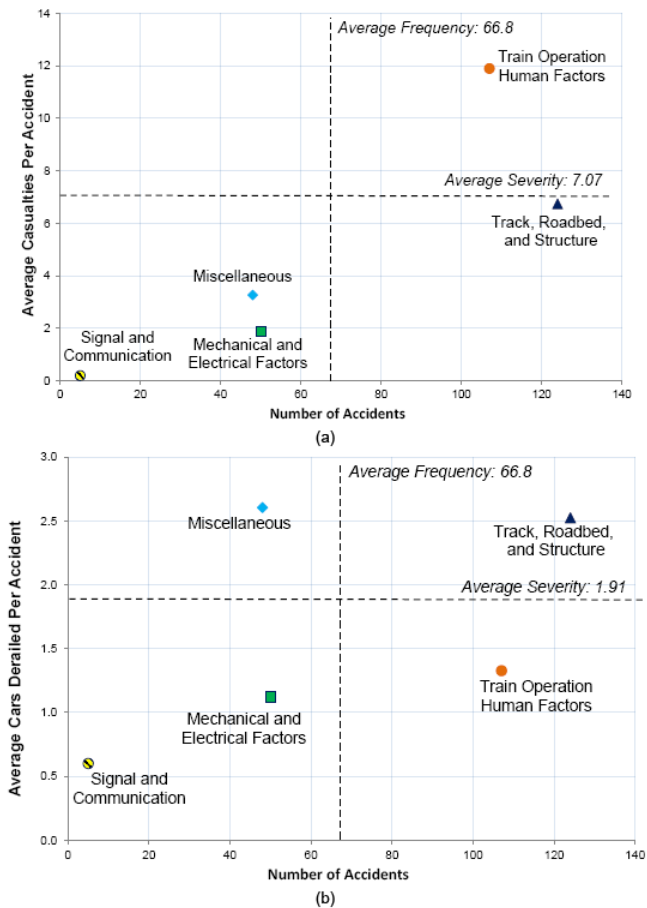 14
12
10
8
6
4
2
0
Average Casualties Per Accident
Average Frequency: 66.8
Train Operation
Human Factors
Average Severity: 7.07
Track, Roadbed,
and Structure
Miscellaneous
Signal and
Communication
Mechanical and
Electrical Factors
0 20 40 60 80 100 120 140
Number of Accidents
(a)
3.0
2.5
2.0
1.5
1.0
0.5
0.0
Average Cars Derailed Per Accident
Average Frequency: 66.8
Miscellaneous
Track, Roadbed,
and Structure
Average Severity: 1.91
Train Operation
Human Factors
Mechanical and
Electrical Factors
Signal and
Communication
0 20 40 60 80 100 120 140
Number of Accidents
(b)